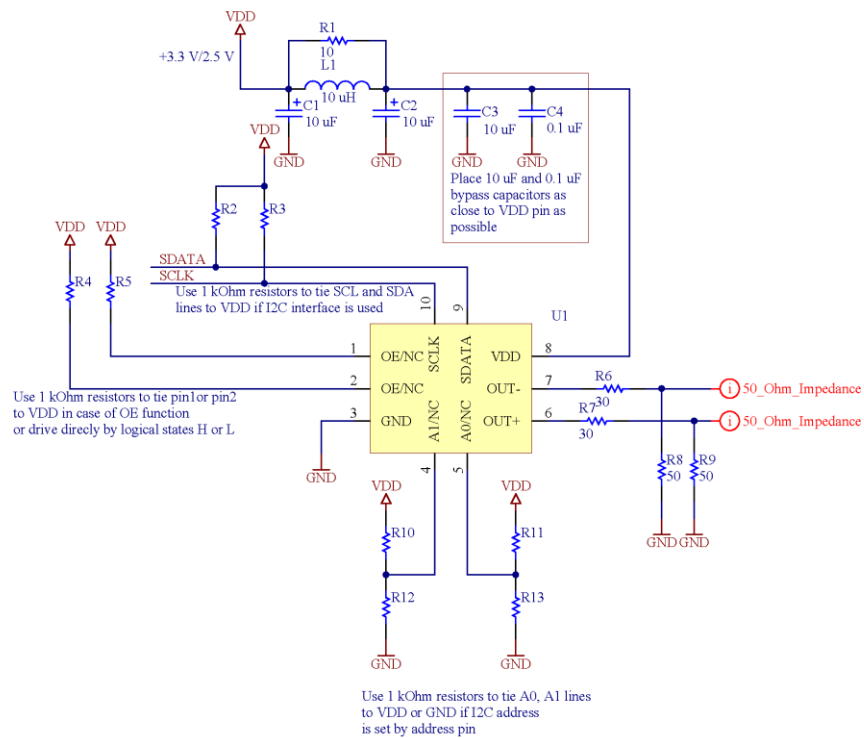 VDD
+3.3 V/2.5 V
R1
10
L1
10 uH
C1
10 uF
C2
10 uF
C3
10 uF
C4
0.1 uF
GND
GND
GND
GND
Place 10 uF and 0.1 uF
bypass capacitors as
close to VDD pin as
possible
VDD
R2
R3
VDD
VDD
R4
R5
SDATA
SCLK
Use 1 kOhm resistors to tie SCL and SDA
lines to VDD if I2C interface is used
10
9
U1
1
OE/NC
SCLK
SDATA
VDD
8
2
OE/NC
OUT-
7
3
GND
A1/NC
A0/NC
OUT+
6
4
5
Use 1 kOhm resistors to tie pin1or pin2
to VDD in case of OE function
or drive direcly by logical states H or L
GND
R6
30
R7
30
50_Ohm_Impedance
50_Ohm_Impedance
i
i
R8
50
R9
50
GND
GND
VDD
VDD
R10
R11
R12
R13
GND
GND
Use 1 kOhm resistors to tie A0, A1 lines
to VDD or GND if I2C address
is set by address pin